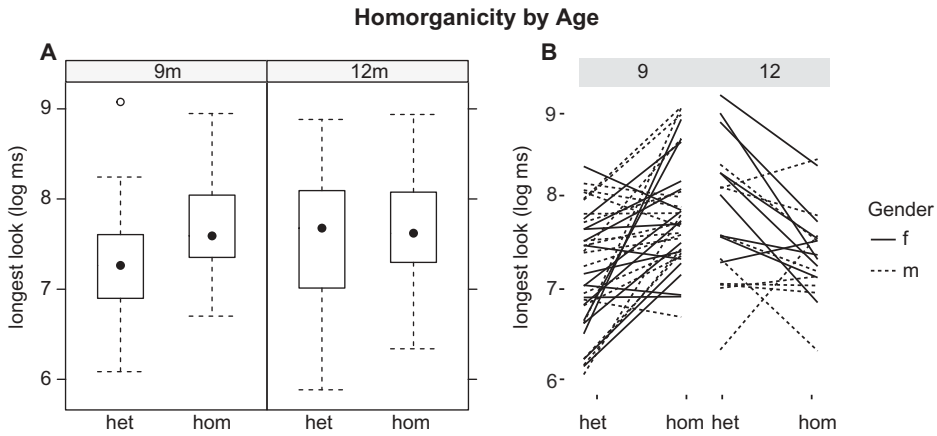 Homorganicity by Age
A
9m
12m
longest look (log ms)
9
8
7
6
het
hom
het
hom
B
9
12
longest look (log ms)
9
8
7
6
het
hom
het
hom
Gender
f
m